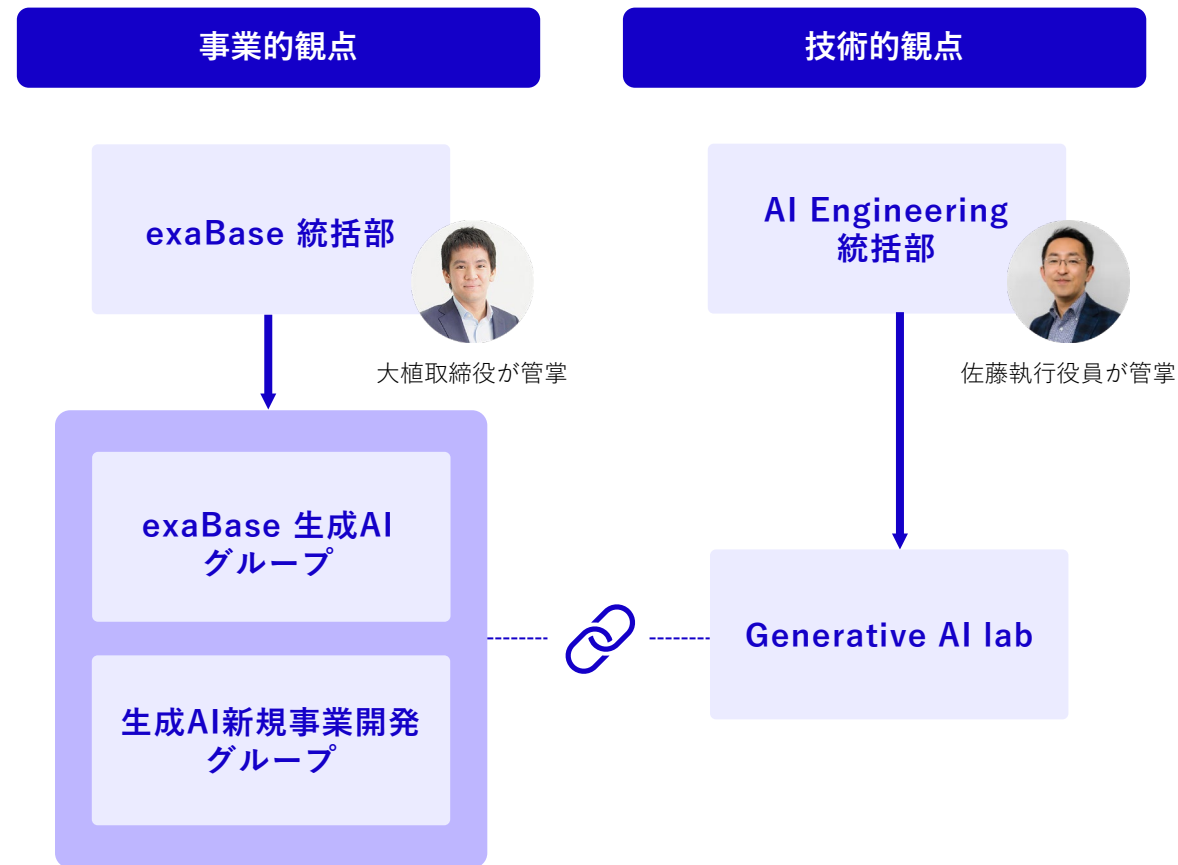 事業的観点
技術的観点
exaBase 統括部
大植取締役が管掌
AI Engineering
統括部
佐藤執行役員が管掌
exaBase 生成AI
グループ
生成AI新規事業開発
グループ
Generative AI lab